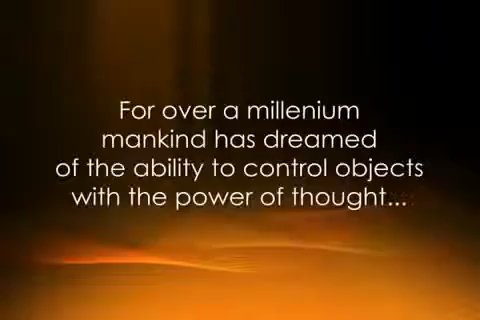 For over a millenium
mankind has dreamed
of the ability to control objects
with the power of thought...